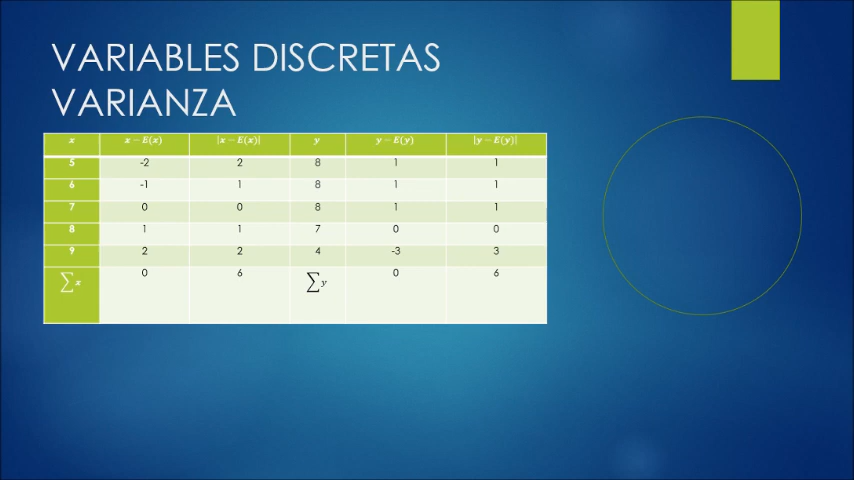 VARIABLES DISCRETAS
VARIANZA
x x − E(x) |x − E(x)| y y − E(y) |y − E(y)|
5 -2 2 8 1 1
6 -1 1 8 1 1
7 0 0 8 1 1
8 1 1 7 0 0
9 2 2 4 -3 3
∑x 0 6 ∑y 0 6